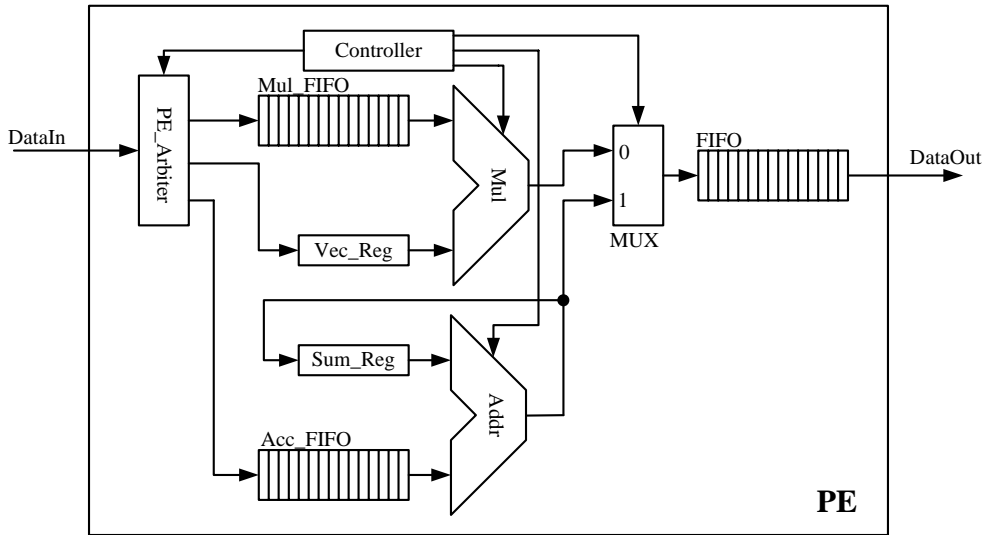 Controller
Mul_FIFO
PE_Arbiter
DataIn
FIFO
DataOut
0
Mul
1
MUX
Vec_Reg
Sum_Reg
Addr
Acc_FIFO
PE